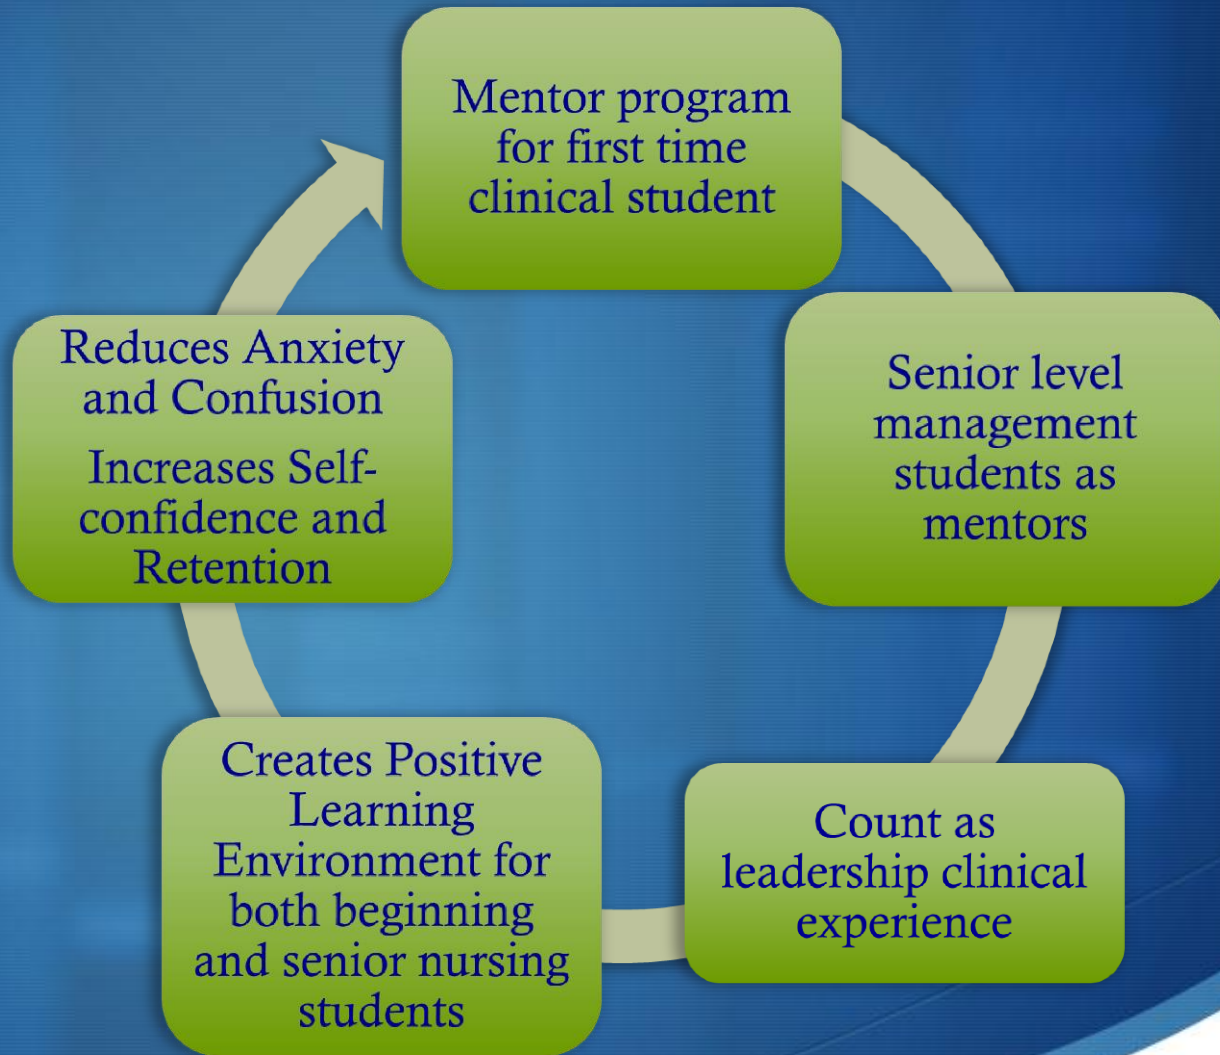 Mentor program
for first time
clinical student
Senior level
management
students as
mentors
Count as
leadership clinical
experience
Creates Positive
Learning
Environment for
both beginning
and senior nursing
students
Reduces Anxiety
and Confusion
Increases Self-
confidence and
Retention